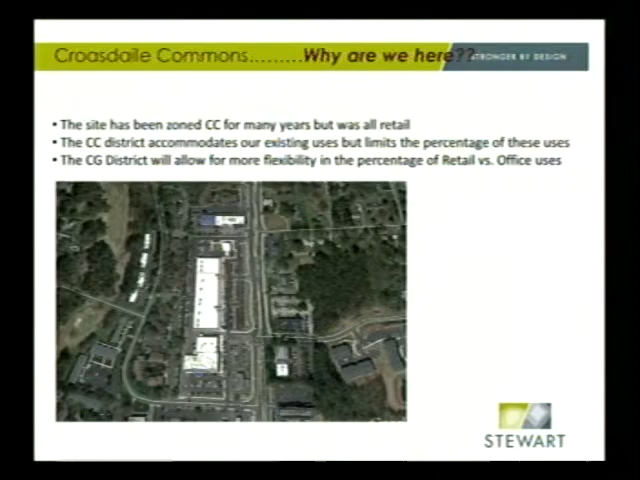 Croasdaile Commons.........Why are we here??
STRONGER BY DESIGN
• The site has been zoned CC for many years but was all retail
• The CC district accommodates our existing uses but limits the percentage of these uses
• The CG District will allow for more flexibility in the percentage of Retail vs. Office uses
STEWART